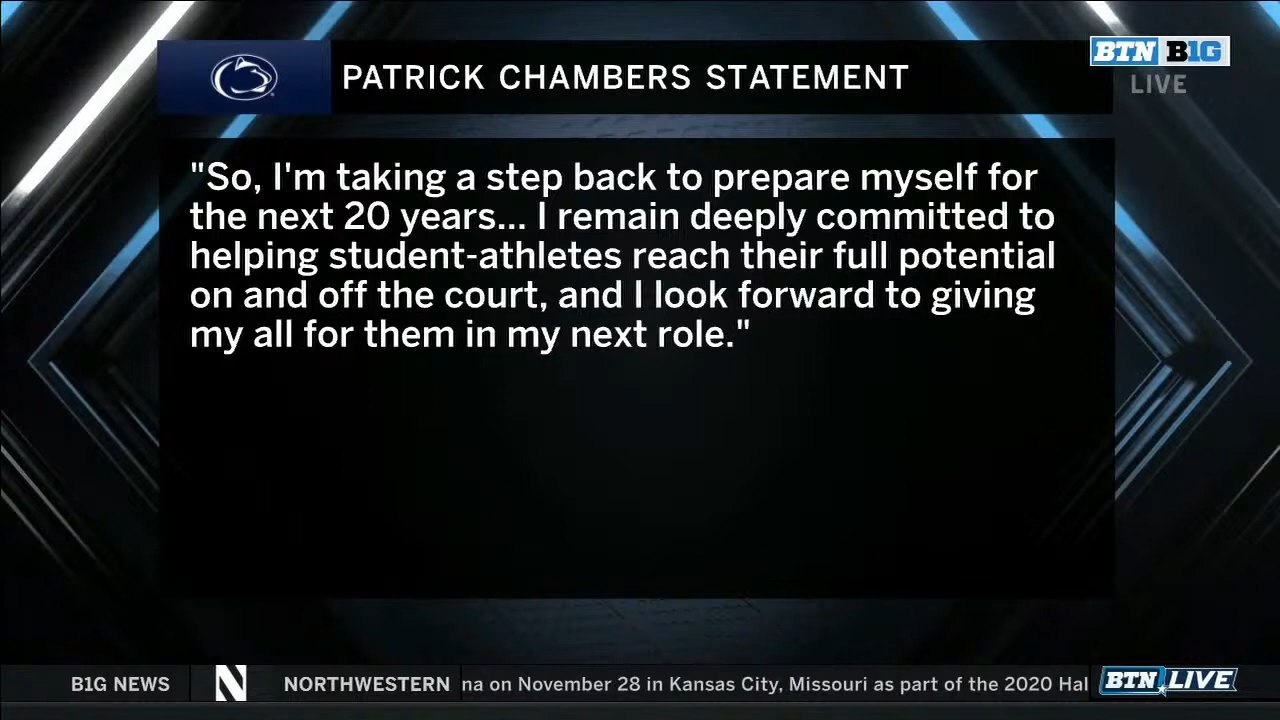 PATRICK CHAMBERS STATEMENT
BTN B1G
LIVE
"So, I'm taking a step back to prepare myself for
the next 20 years... I remain deeply committed to
helping student-athletes reach their full potential
on and off the court, and I look forward to giving
my all for them in my next role."
B1G NEWS N NORTHWESTERN na on November 28 in Kansas City, Missouri as part of the 2020 Hal BTN LIVE